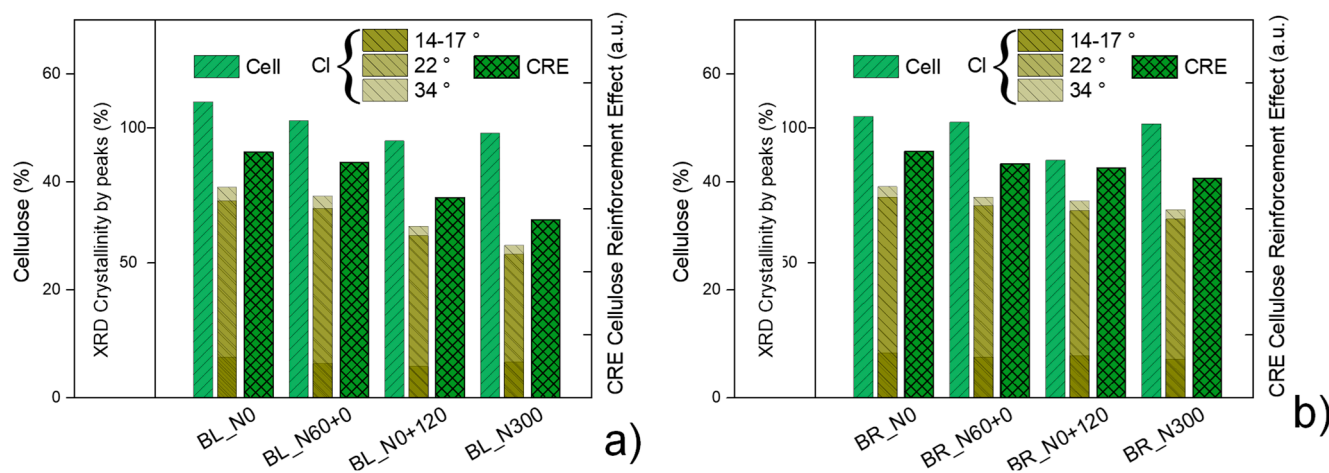 Cellulose (%)
60
40
20
0
XRD Crystallinity by peaks (%)
100
50
Cell
CI
14-17 °
22 °
34 °
CRE
CRE Cellulose Reinforcement Effect (a.u.)
BL_N0
BL_N60+0
BL_N0+120
BL_N300
a)
Cellulose (%)
60
40
20
0
XRD Crystallinity by peaks (%)
100
50
Cell
CI
14-17 °
22 °
34 °
CRE
CRE Cellulose Reinforcement Effect (a.u.)
BR_N0
BR_N60+0
BR_N0+120
BR_N300
b)